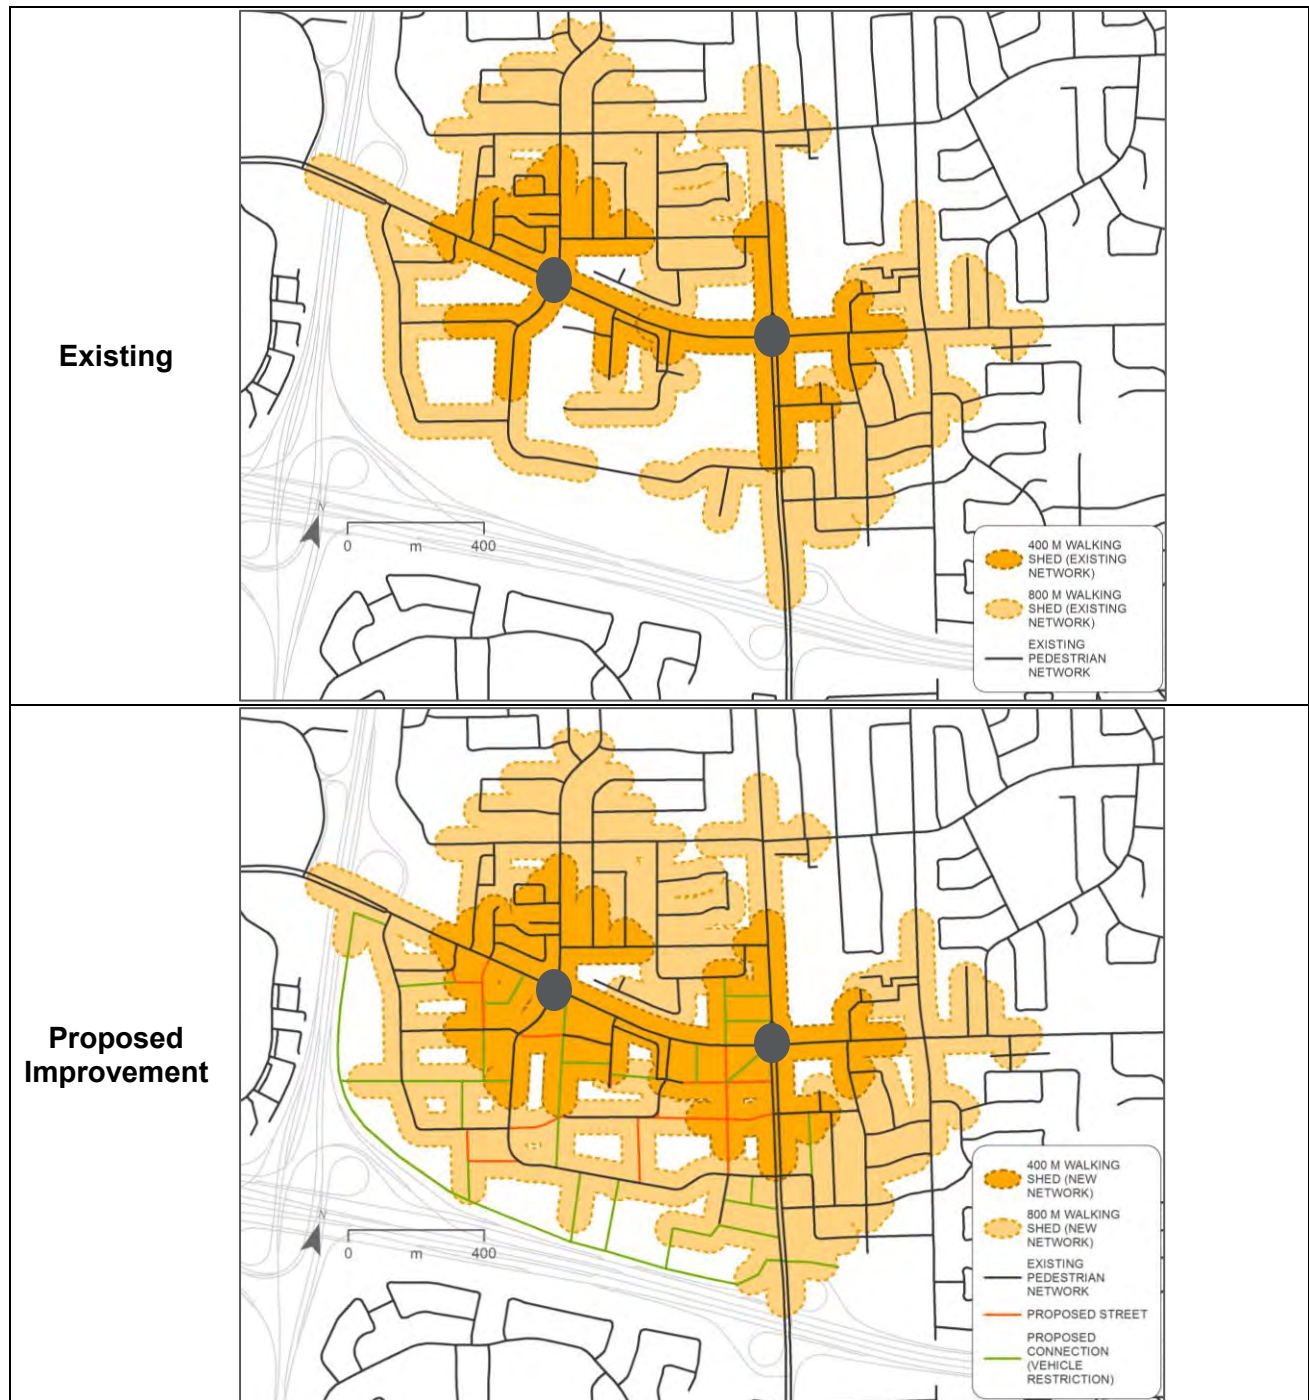 Existing
N
0 m 400
400 M WALKING
SHED (EXISTING
NETWORK)
800 M WALKING
SHED (EXISTING
NETWORK)
EXISTING
PEDESTRIAN
NETWORK
Proposed
Improvement
N
0 m 400
400 M WALKING
SHED (NEW
NETWORK)
800 M WALKING
SHED (NEW
NETWORK)
EXISTING
PEDESTRIAN
NETWORK
PROPOSED STREET
PROPOSED
CONNECTION
(VEHICLE
RESTRICTION)